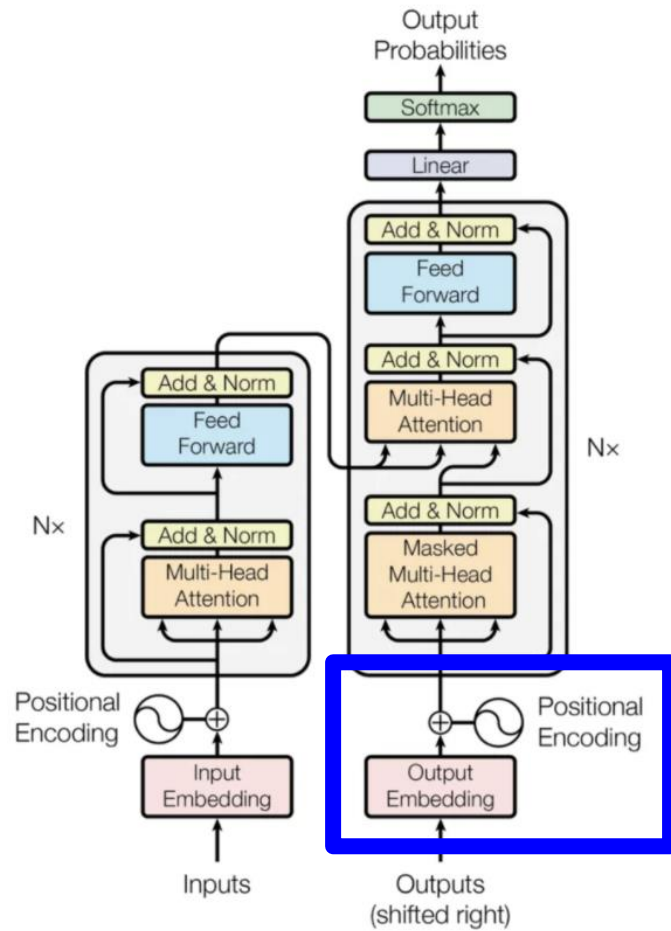 Output
Probabilities
Softmax
Linear
Add & Norm
Feed
Forward
Add & Norm
Multi-Head
Attention
N×
Add & Norm
Masked
Multi-Head
Attention
Add & Norm
Feed
Forward
N×
Add & Norm
Multi-Head
Attention
Positional
Encoding
Positional
Encoding
Input
Embedding
Output
Embedding
Inputs
Outputs
(shifted right)